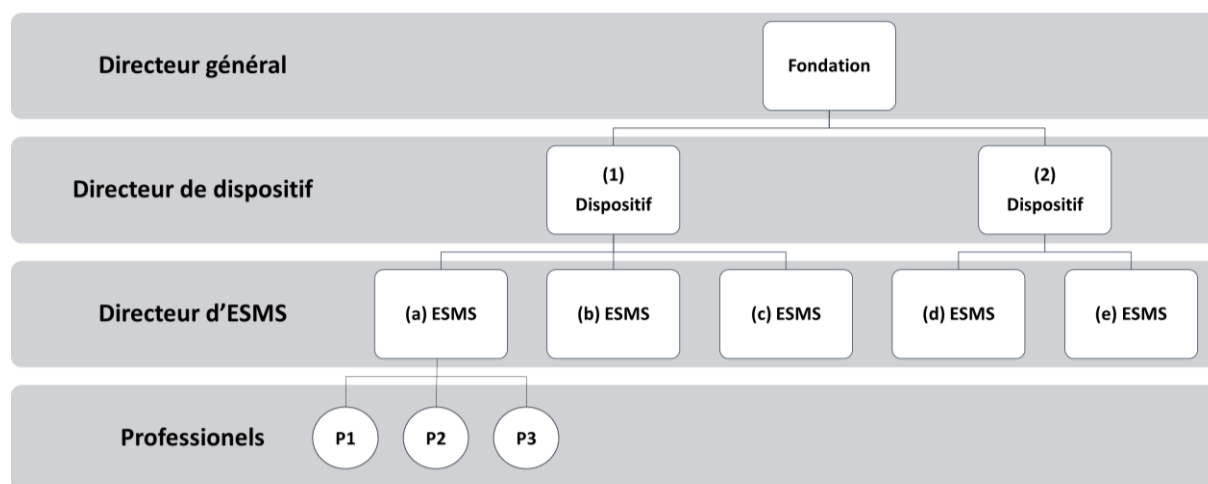 Directeur général
Fondation
Directeur de dispositif
(1)
Dispositif
(2)
Dispositif
Directeur d’ESMS
(a) ESMS
(b) ESMS
(c) ESMS
(d) ESMS
(e) ESMS
Professionels
P1
P2
P3